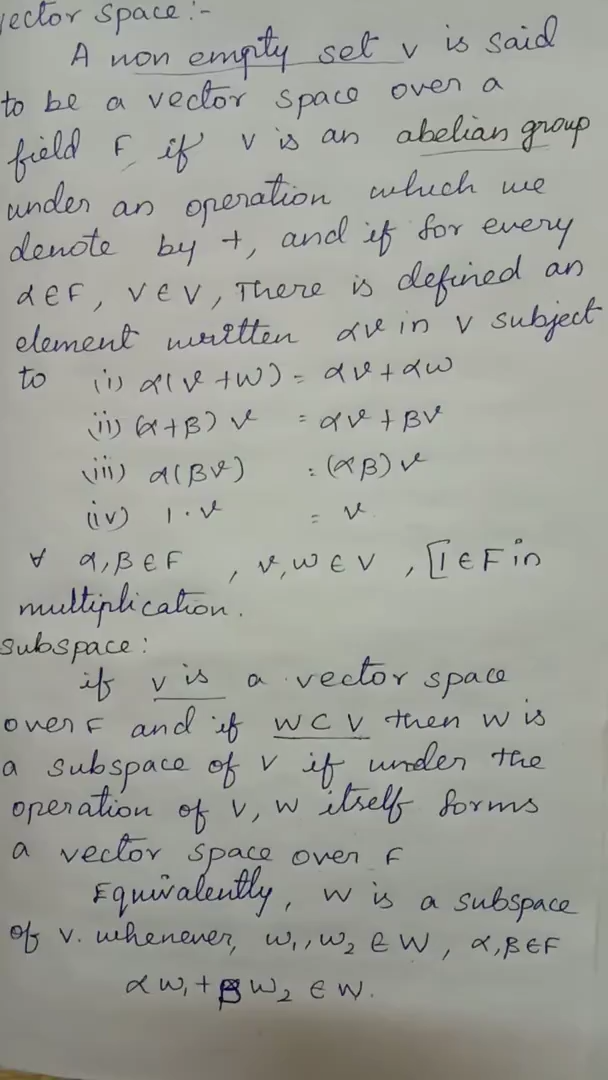 vector space:-
A non empty set V is said
to be a vector space over a
field F if V is an abelian group
under an operation which we
denote by +, and if for every
α∈F, v∈V, There is defined an
element written αv in V subject
to (i) α(v+w) = αv+αw
(ii) (α+β)v = αv+βv
(iii) α(βv) = (αβ)v
(iv) 1·v = v
∀ α,β∈F , v,w∈V , [1∈F in
multiplication.
subspace:
if V is a vector space
over F and if W⊂V then W is
a subspace of V if under the
operation of V, W itself forms
a vector space over F
Equivalently, W is a subspace
of V. whenever, w₁,w₂∈W, α,β∈F
αw₁+βw₂∈W.